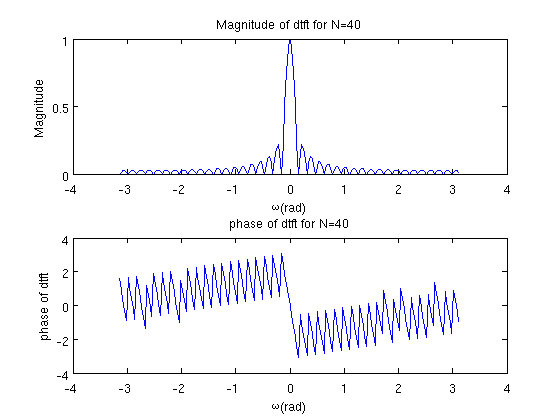 Magnitude of dtft for N=40
1
0.5
0
Magnitude
-4 -3 -2 -1 0 1 2 3 4
ω(rad)
phase of dtft for N=40
4
2
0
-2
-4
phase of dtft
-4 -3 -2 -1 0 1 2 3 4
ω(rad)